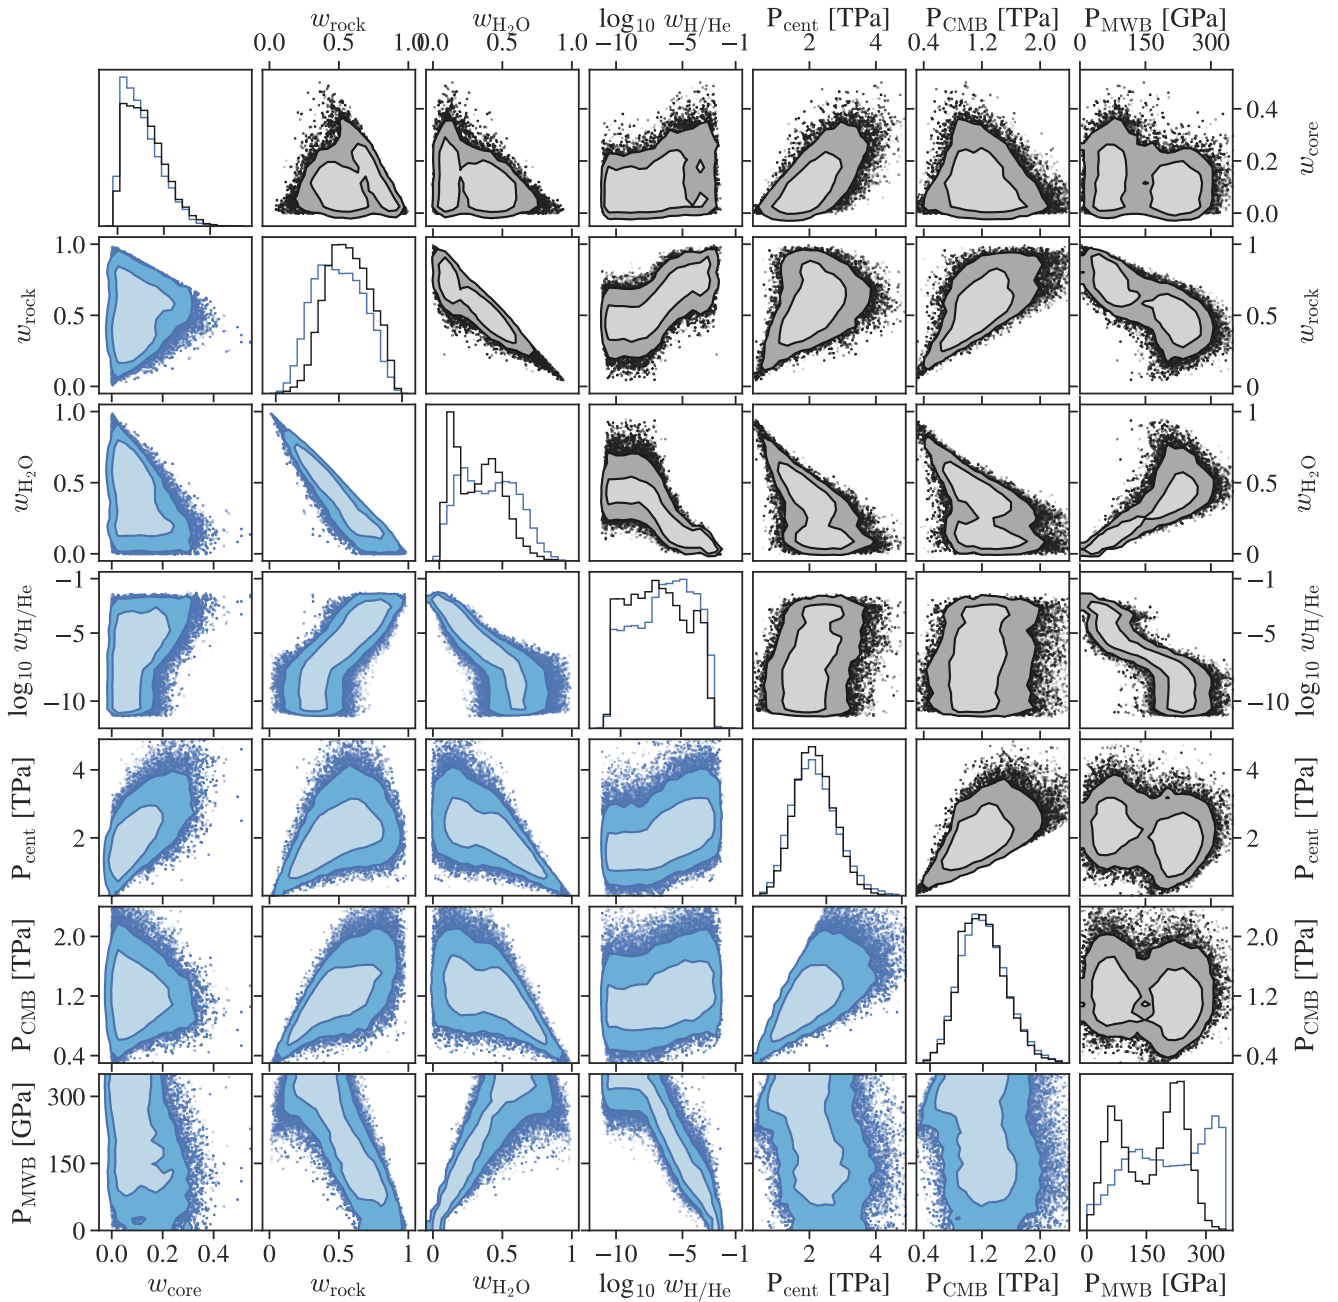 w_rock w_H₂O log₁₀ w_H/He P_cent [TPa] P_CMB [TPa] P_MWB [GPa]
0.0 0.5 1.0 0.0 0.5 1.0 −10 −5 −1 2 4 0.4 1.2 2.0 0 150 300
0.4
0.2
0.0
w_core
1.0
0.5
0.0
w_rock
1
0.5
0
w_rock
1.0
0.5
0.0
w_H₂O
1
0.5
0
w_H₂O
−1
−5
−10
log₁₀ w_H/He
−1
−5
−10
log₁₀ w_H/He
4
2
P_cent [TPa]
4
2
P_cent [TPa]
2.0
1.2
0.4
P_CMB [TPa]
2.0
1.2
0.4
P_CMB [TPa]
300
150
0
P_MWB [GPa]
0.0 0.2 0.4 0.0 0.5 1 0.0 0.5 1 −10 −5 −1 2 4 0.4 1.2 2.0 0 150 300
w_core w_rock w_H₂O log₁₀ w_H/He P_cent [TPa] P_CMB [TPa] P_MWB [GPa]